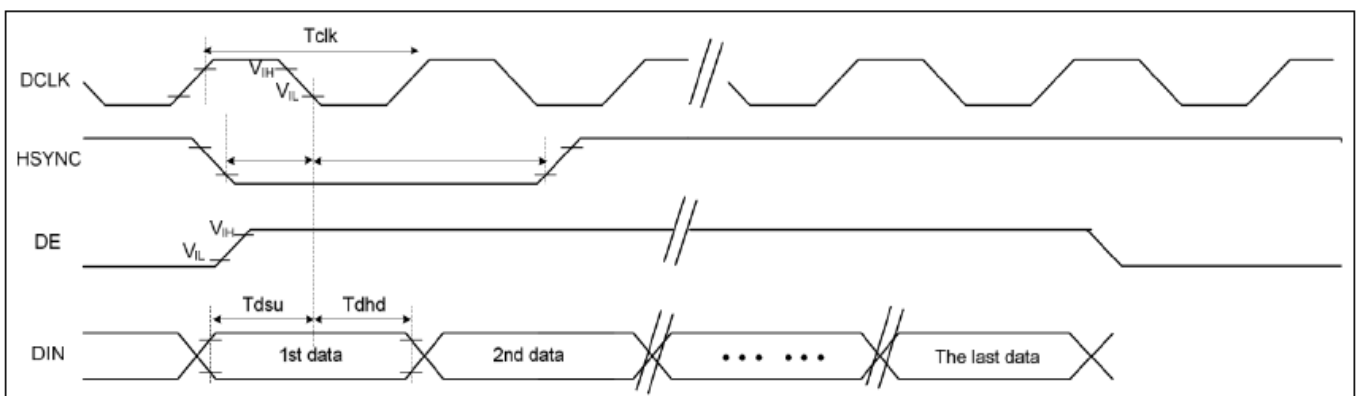 Tclk
DCLK
VIH
VIL
HSYNC
DE
VIH
VIL
Tdsu Tdhd
DIN 1st data 2nd data ••• ••• The last data